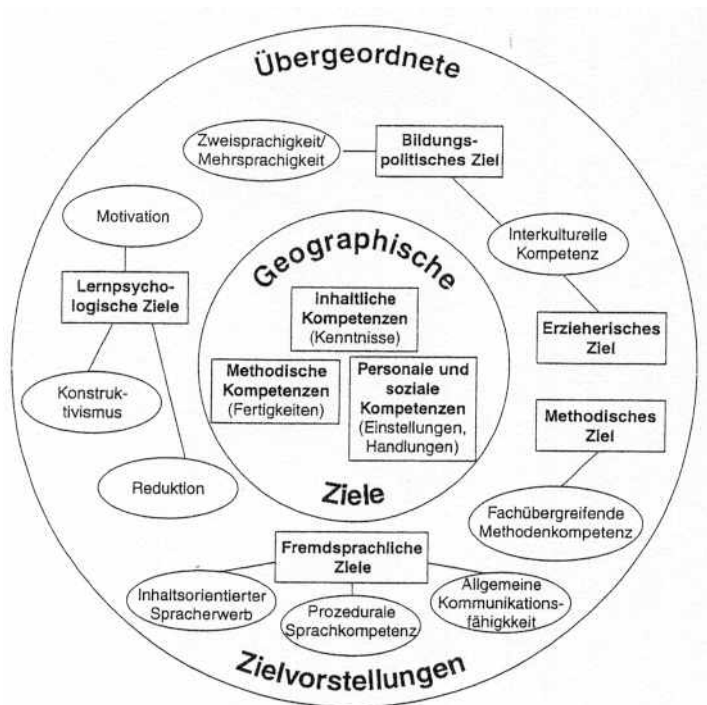 Übergeordnete
Zweisprachigkeit/
Mehrsprachigkeit
Bildungs-
politisches Ziel
Motivation
Interkulturelle
Kompetenz
Lernpsycho-
logische Ziele
Erzieherisches
Ziel
Konstruk-
tivismus
Reduktion
Geographische
Inhaltliche
Kompetenzen
(Kenntnisse)
Methodische
Kompetenzen
(Fertigkeiten)
Personale und
soziale
Kompetenzen
(Einstellungen,
Handlungen)
Ziele
Methodisches
Ziel
Fachübergreifende
Methodenkompetenz
Fremdsprachliche
Ziele
Inhaltsorientierter
Spracherwerb
Prozedurale
Sprachkompetenz
Allgemeine
Kommunikations-
fähigkkeit
Zielvorstellungen